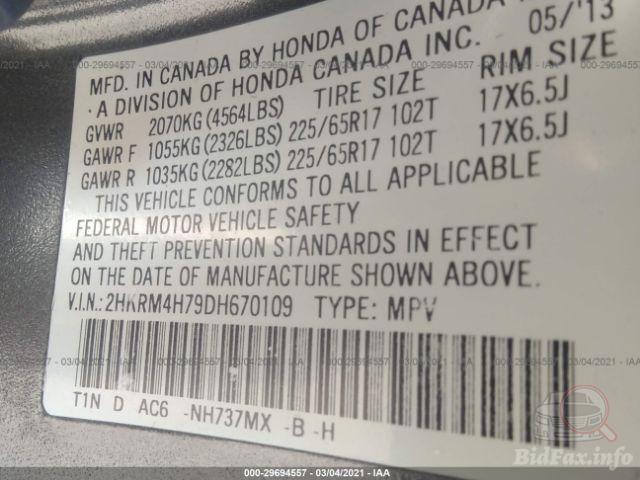 MFD. IN CANADA BY HONDA OF CANADA
A DIVISION OF HONDA CANADA INC. 05/'13
TIRE SIZE RIM SIZE
GVWR 2070KG(4564LBS)
GAWR F 1055KG(2326LBS) 225/65R17 102T 17X6.5J
GAWR R 1035KG(2282LBS) 225/65R17 102T 17X6.5J
THIS VEHICLE CONFORMS TO ALL APPLICABLE
FEDERAL MOTOR VEHICLE SAFETY
AND THEFT PREVENTION STANDARDS IN EFFECT
ON THE DATE OF MANUFACTURE SHOWN ABOVE.
V.I.N.: 2HKRM4H79DH670109 TYPE: MPV
T1N D AC6 -NH737MX -B -H
000-29694557 - 03/04/2021 - IAA
BidFax.info